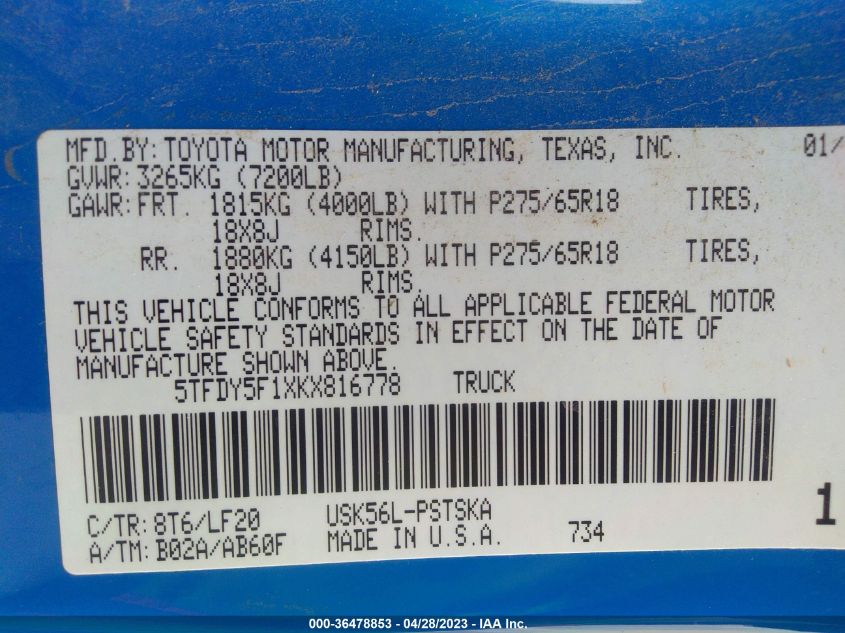 MFD.BY: TOYOTA MOTOR MANUFACTURING, TEXAS, INC. 01/
GVWR: 3265KG (7200LB)
GAWR: FRT. 1815KG (4000LB) WITH P275/65R18 TIRES,
18X8J RIMS.
RR. 1880KG (4150LB) WITH P275/65R18 TIRES,
18X8J RIMS.
THIS VEHICLE CONFORMS TO ALL APPLICABLE FEDERAL MOTOR
VEHICLE SAFETY STANDARDS IN EFFECT ON THE DATE OF
MANUFACTURE SHOWN ABOVE.
5TFDY5F1XKX816778 TRUCK
C/TR: 8T6/LF20 USK56L-PSTSKA 1
A/TM: B02A/AB60F MADE IN U.S.A. 734
000-36478853 - 04/28/2023 - IAA Inc.